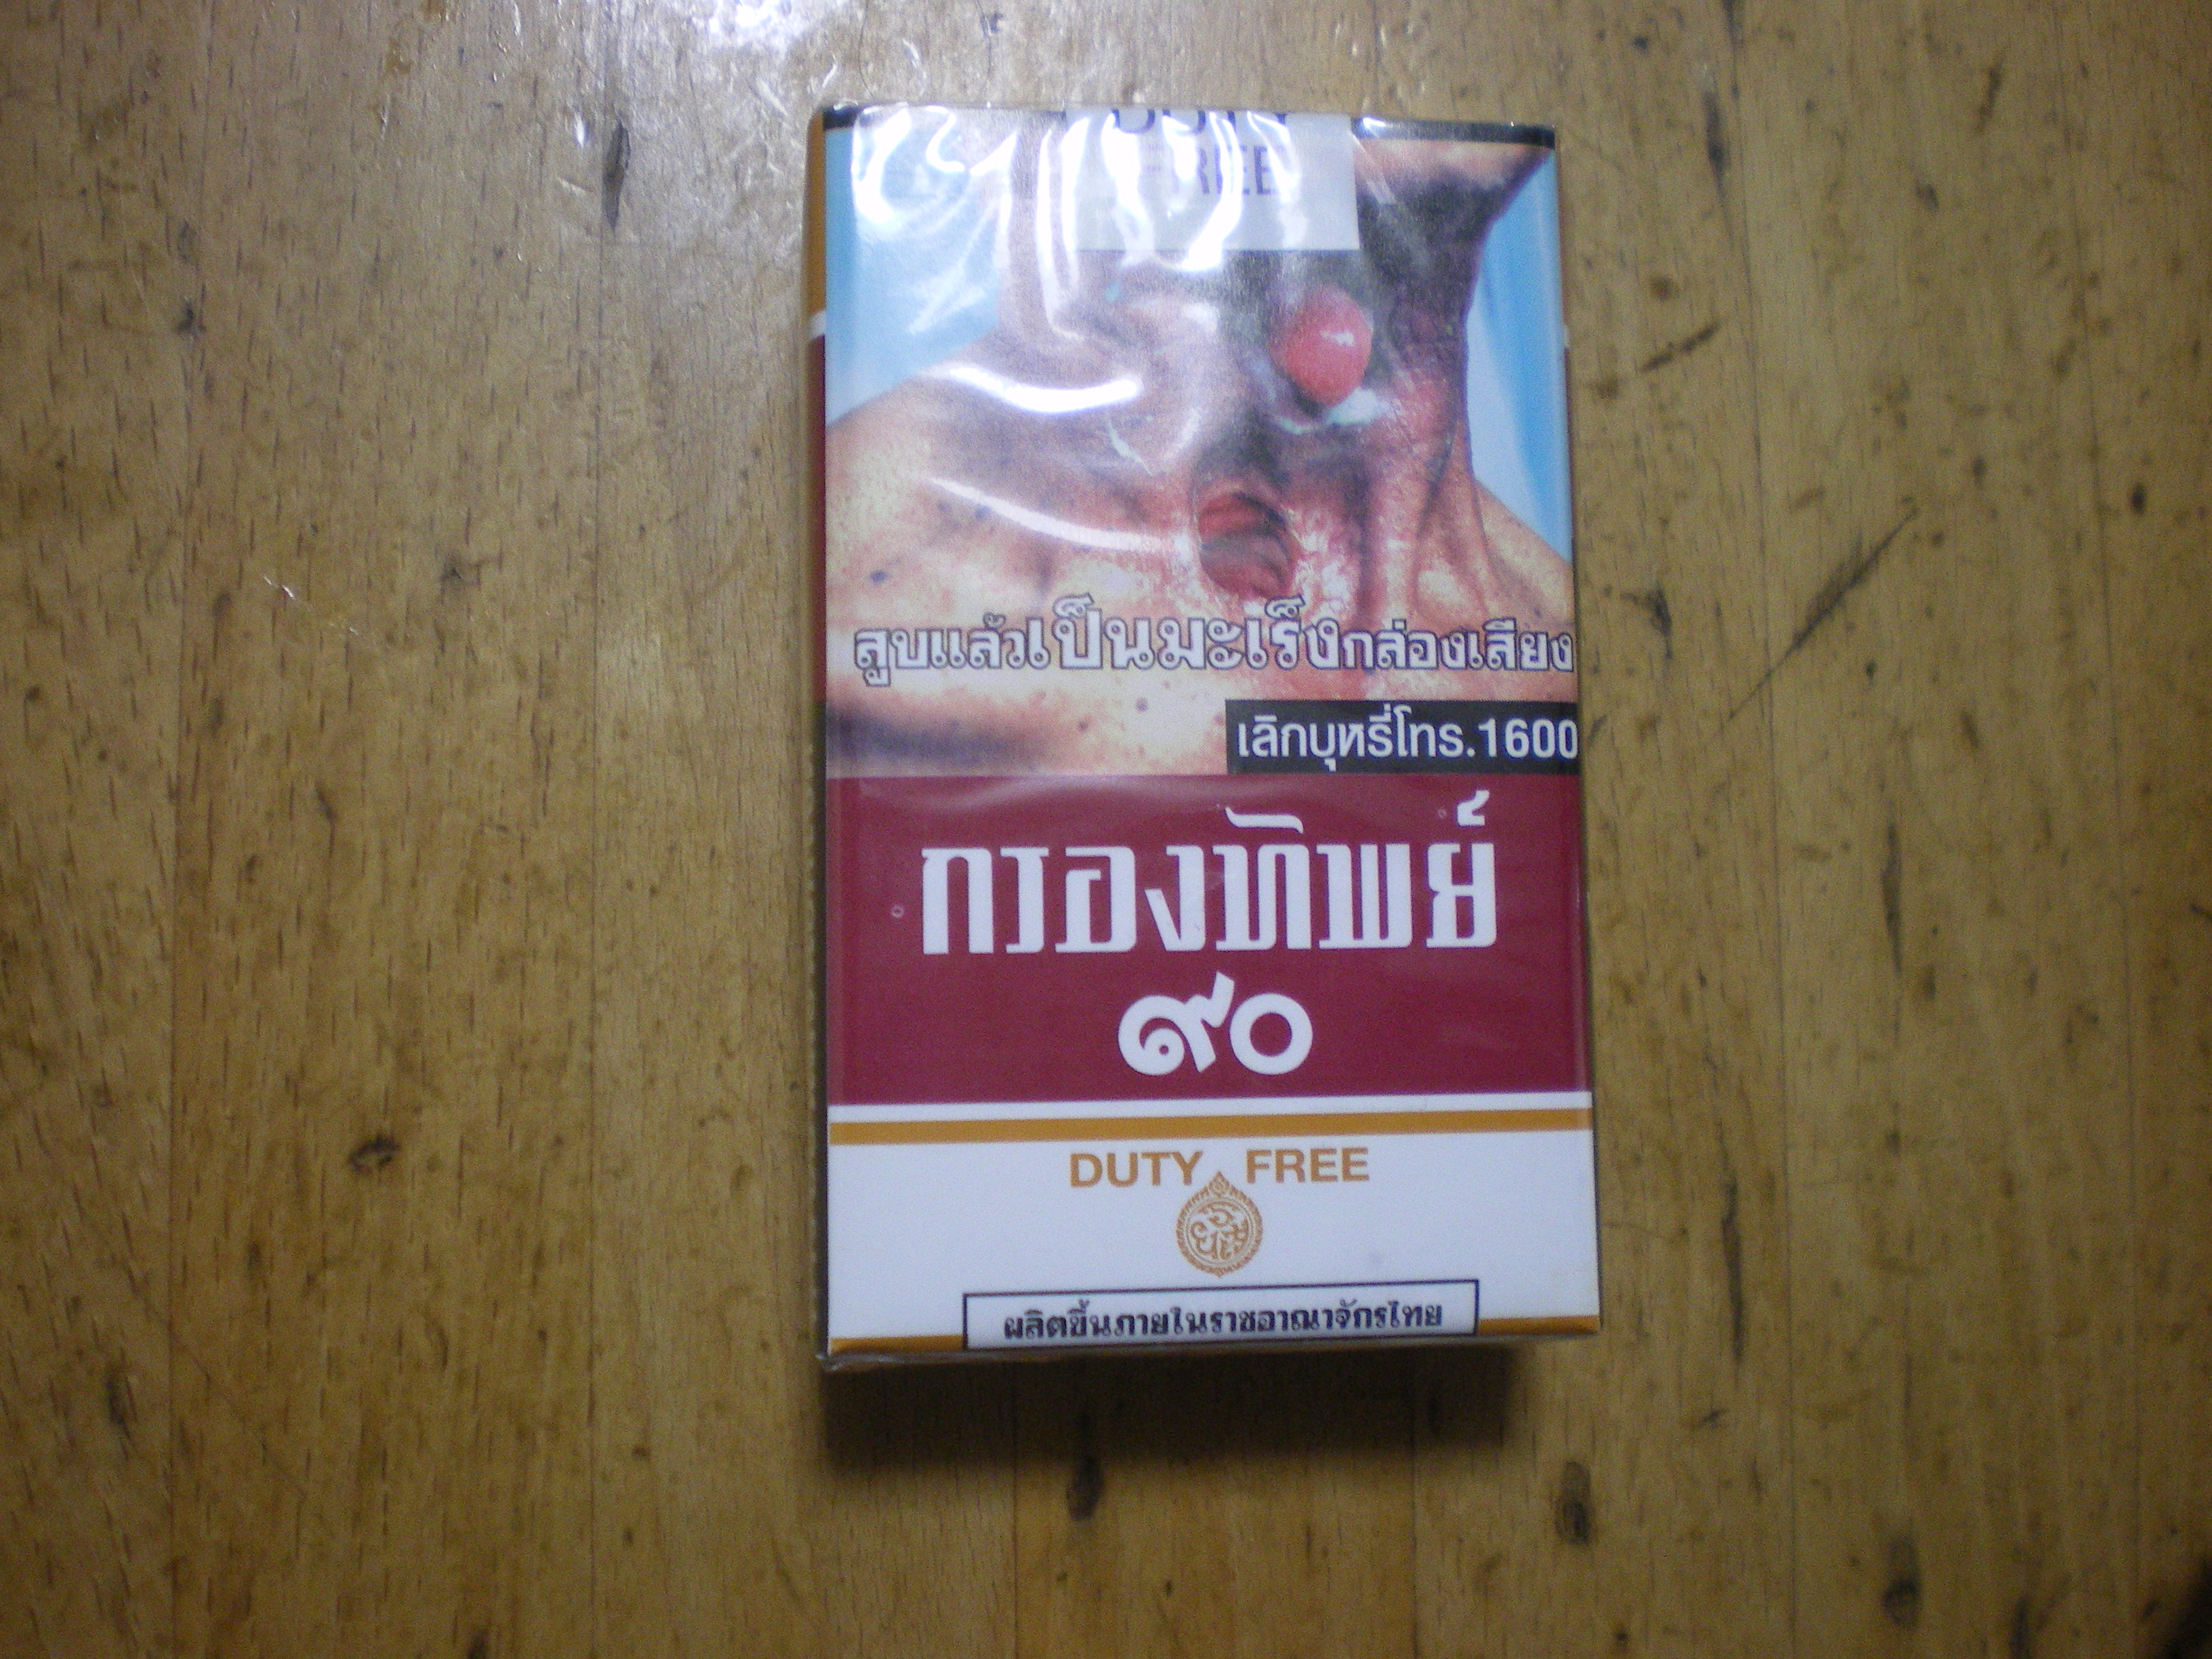 DUTY
FREE
สูบแล้วเป็นมะเร็งกล่องเสียง
เลิกบุหรี่โทร.1600
กรองทิพย์
๙๐
DUTY FREE
ผลิตขึ้นภายในราชอาณาจักรไทย